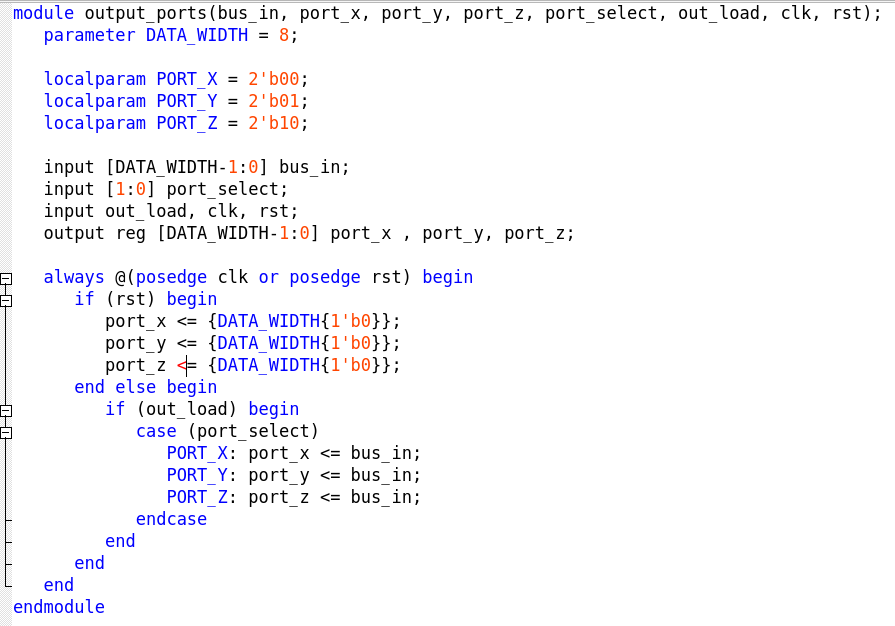 module output_ports(bus_in, port_x, port_y, port_z, port_select, out_load, clk, rst);
   parameter DATA_WIDTH = 8;

   localparam PORT_X = 2'b00;
   localparam PORT_Y = 2'b01;
   localparam PORT_Z = 2'b10;

   input [DATA_WIDTH-1:0] bus_in;
   input [1:0] port_select;
   input out_load, clk, rst;
   output reg [DATA_WIDTH-1:0] port_x , port_y, port_z;

   always @(posedge clk or posedge rst) begin
      if (rst) begin
         port_x <= {DATA_WIDTH{1'b0}};
         port_y <= {DATA_WIDTH{1'b0}};
         port_z <= {DATA_WIDTH{1'b0}};
      end else begin
         if (out_load) begin
            case (port_select)
               PORT_X: port_x <= bus_in;
               PORT_Y: port_y <= bus_in;
               PORT_Z: port_z <= bus_in;
            endcase
         end
      end
   end
endmodule